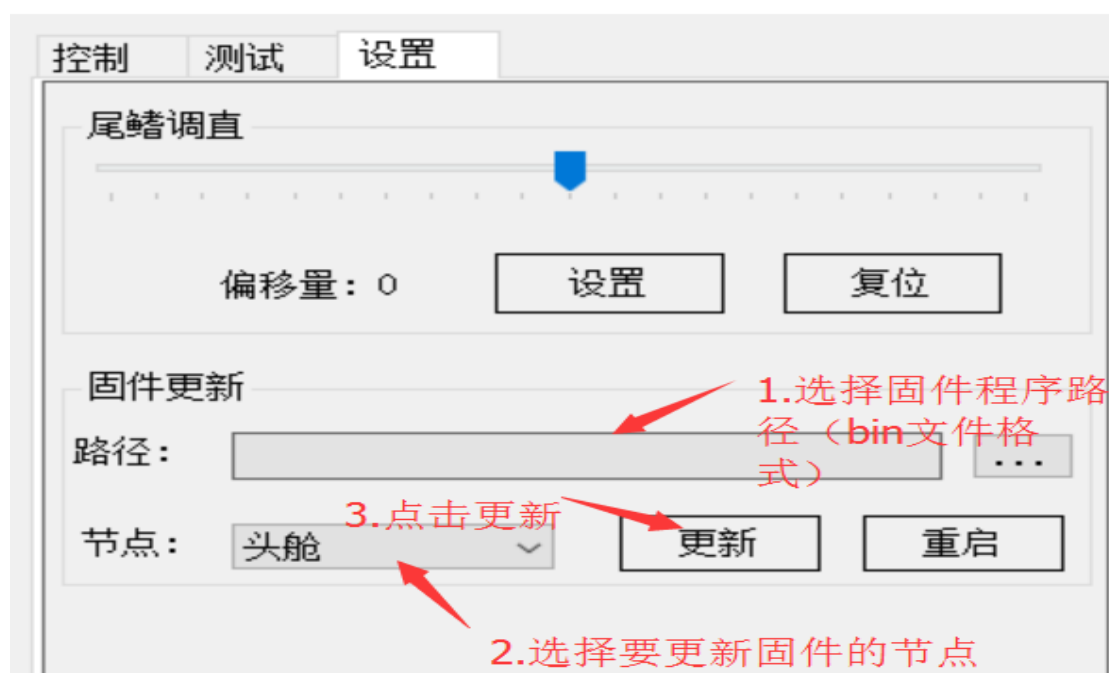 控制 测试 设置
尾鳍调直
偏移量：0 设置 复位
固件更新
1.选择固件程序路
径（bin文件格
式）
路径： ...
3.点击更新
节点： 头舱 更新 重启
2.选择要更新固件的节点